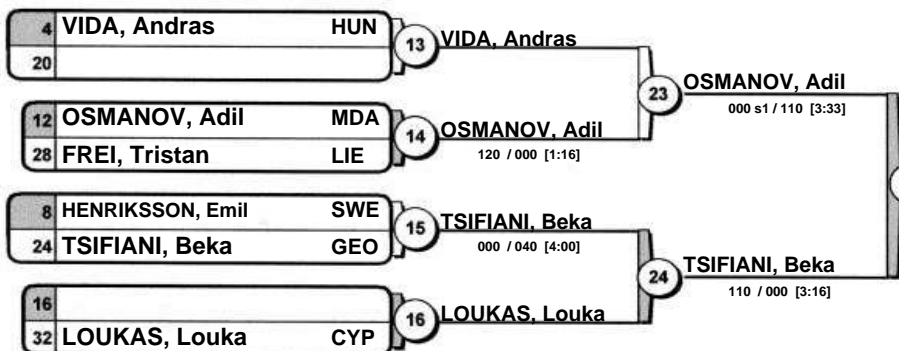 4 VIDA, Andras HUN
20
13 VIDA, Andras
12 OSMANOV, Adil MDA
28 FREI, Tristan LIE
14 OSMANOV, Adil
120 / 000 [1:16]
23 OSMANOV, Adil
000 s1 / 110 [3:33]
8 HENRIKSSON, Emil SWE
24 TSIFIANI, Beka GEO
15 TSIFIANI, Beka
000 / 040 [4:00]
16
32 LOUKAS, Louka CYP
16 LOUKAS, Louka
24 TSIFIANI, Beka
110 / 000 [3:16]